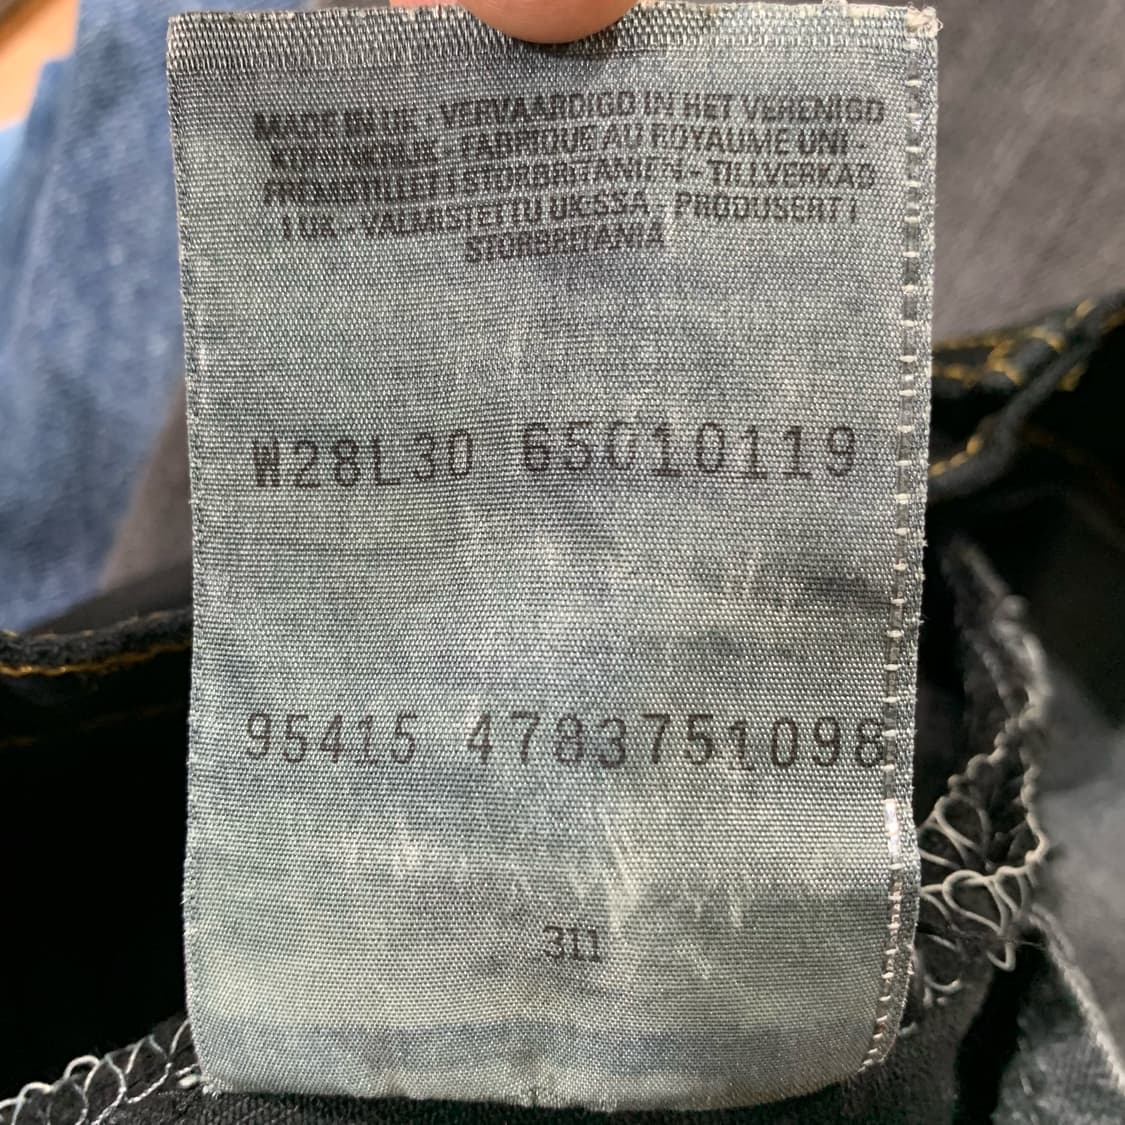 MADE IN UK - VERVAARDIGD IN HET VERENIGD
KONINKRIJK - FABRIQUE AU ROYAUME UNI -
FREMSTILLET I STORBRITANIEN - TILLVERKAD
I UK - VALMISTETTU UK:SSA - PRODUSERT I
STORBRITANIA
W28L30 65010119
95415 4783751098
311